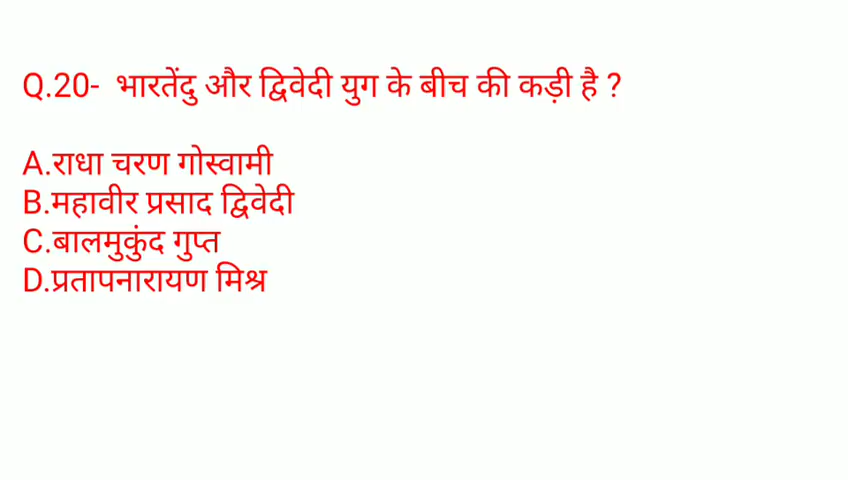 Q.20- भारतेंदु और द्विवेदी युग के बीच की कड़ी है ?
A.राधा चरण गोस्वामी
B.महावीर प्रसाद द्विवेदी
C.बालमुकुंद गुप्त
D.प्रतापनारायण मिश्र